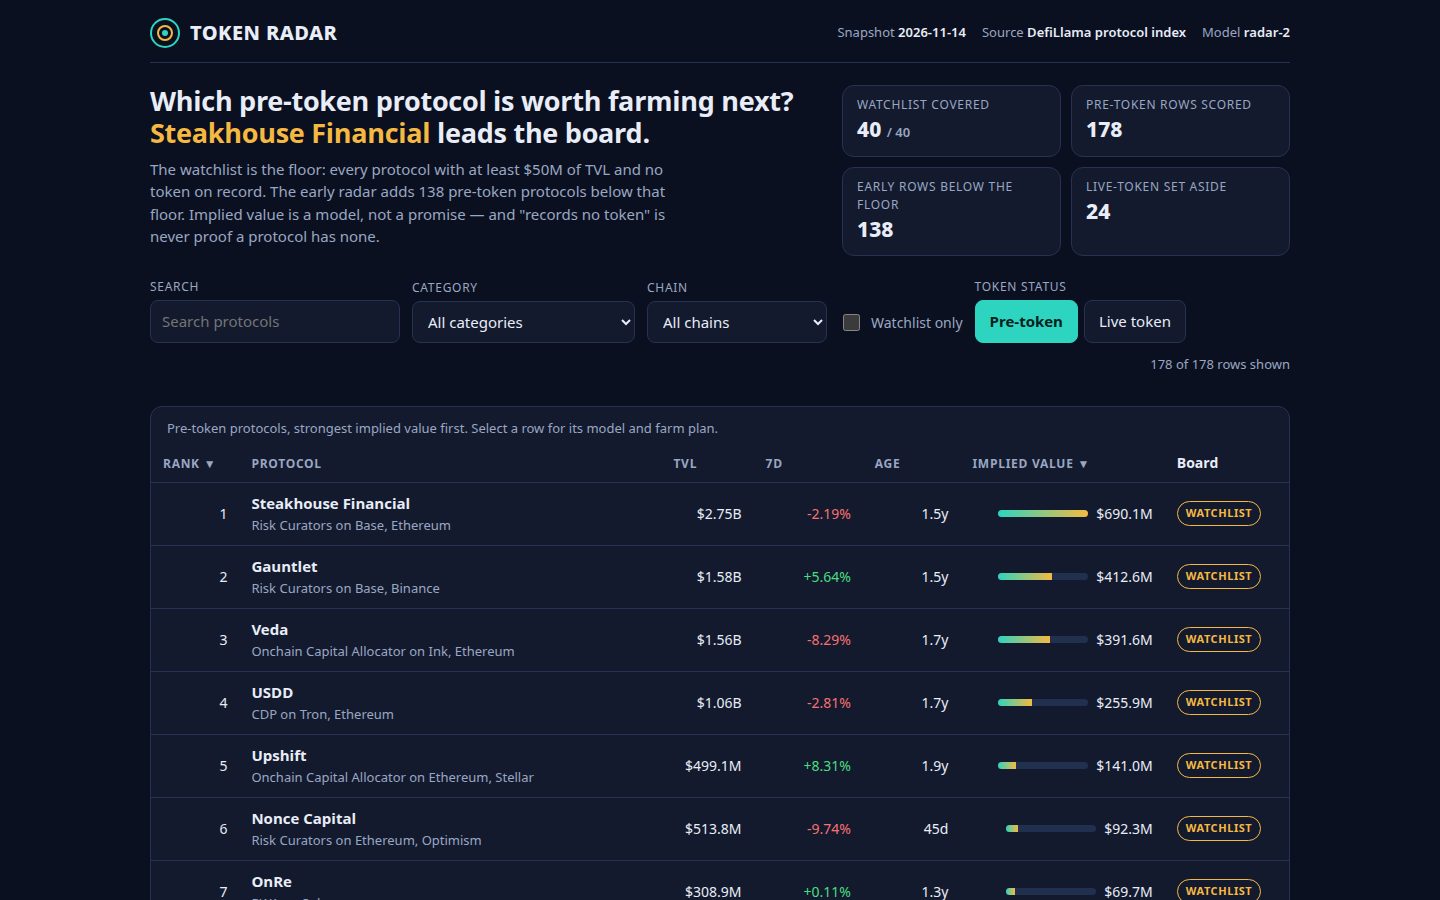 TOKEN RADAR
Snapshot 2026-11-14 Source DefiLlama protocol index Model radar-2
Which pre-token protocol is worth farming next?
Steakhouse Financial leads the board.
The watchlist is the floor: every protocol with at least $50M of TVL and no
token on record. The early radar adds 138 pre-token protocols below that
floor. Implied value is a model, not a promise — and "records no token" is
never proof a protocol has none.
WATCHLIST COVERED
40 / 40
PRE-TOKEN ROWS SCORED
178
EARLY ROWS BELOW THE
FLOOR
138
LIVE-TOKEN SET ASIDE
24
SEARCH
Search protocols
CATEGORY
All categories
CHAIN
All chains
Watchlist only
TOKEN STATUS
Pre-token Live token
178 of 178 rows shown
Pre-token protocols, strongest implied value first. Select a row for its model and farm plan.
RANK ▼ PROTOCOL TVL 7D AGE IMPLIED VALUE ▼ Board
1 Steakhouse Financial $2.75B -2.19% 1.5y $690.1M WATCHLIST
Risk Curators on Base, Ethereum
2 Gauntlet $1.58B +5.64% 1.5y $412.6M WATCHLIST
Risk Curators on Base, Binance
3 Veda $1.56B -8.29% 1.7y $391.6M WATCHLIST
Onchain Capital Allocator on Ink, Ethereum
4 USDD $1.06B -2.81% 1.7y $255.9M WATCHLIST
CDP on Tron, Ethereum
5 Upshift $499.1M +8.31% 1.9y $141.0M WATCHLIST
Onchain Capital Allocator on Ethereum, Stellar
6 Nonce Capital $513.8M -9.74% 45d $92.3M WATCHLIST
Risk Curators on Ethereum, Optimism
7 OnRe $308.9M +0.11% 1.3y $69.7M WATCHLIST